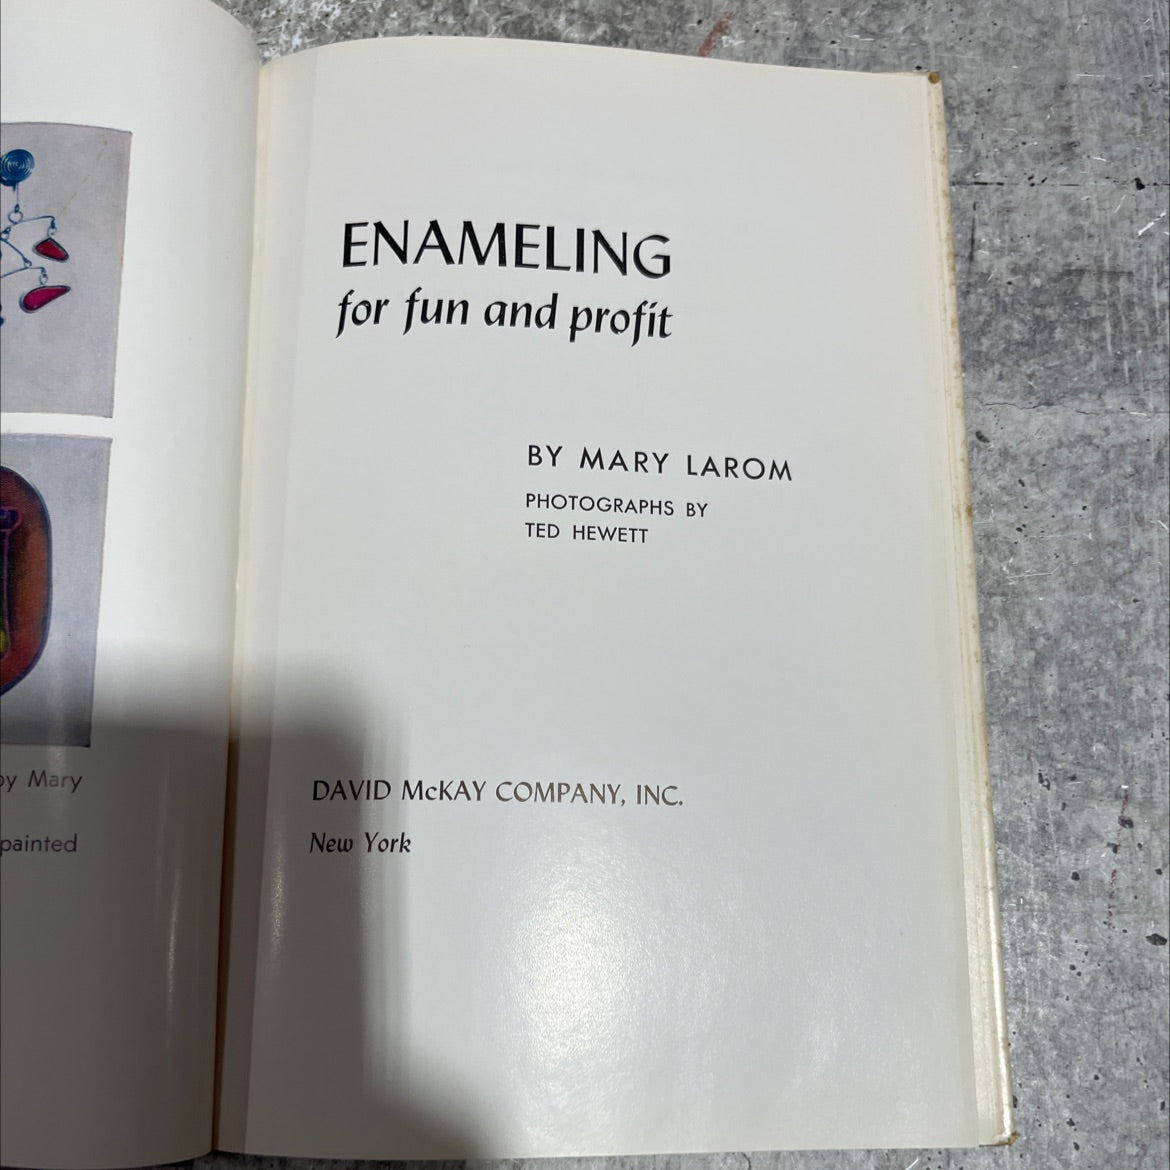 by Mary
painted
ENAMELING
for fun and profit
BY MARY LAROM
PHOTOGRAPHS BY
TED HEWETT
DAVID McKAY COMPANY, INC.
New York